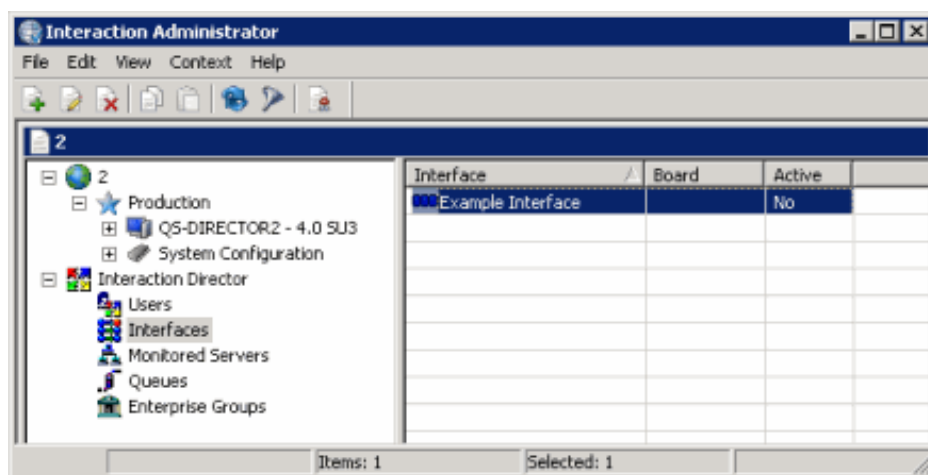 Interaction Administrator
File Edit View Context Help
2
2
Production
QS-DIRECTOR2 - 4.0 SU3
System Configuration
Interaction Director
Users
Interfaces
Monitored Servers
Queues
Enterprise Groups
Interface Board Active
Example Interface No
Items: 1 Selected: 1